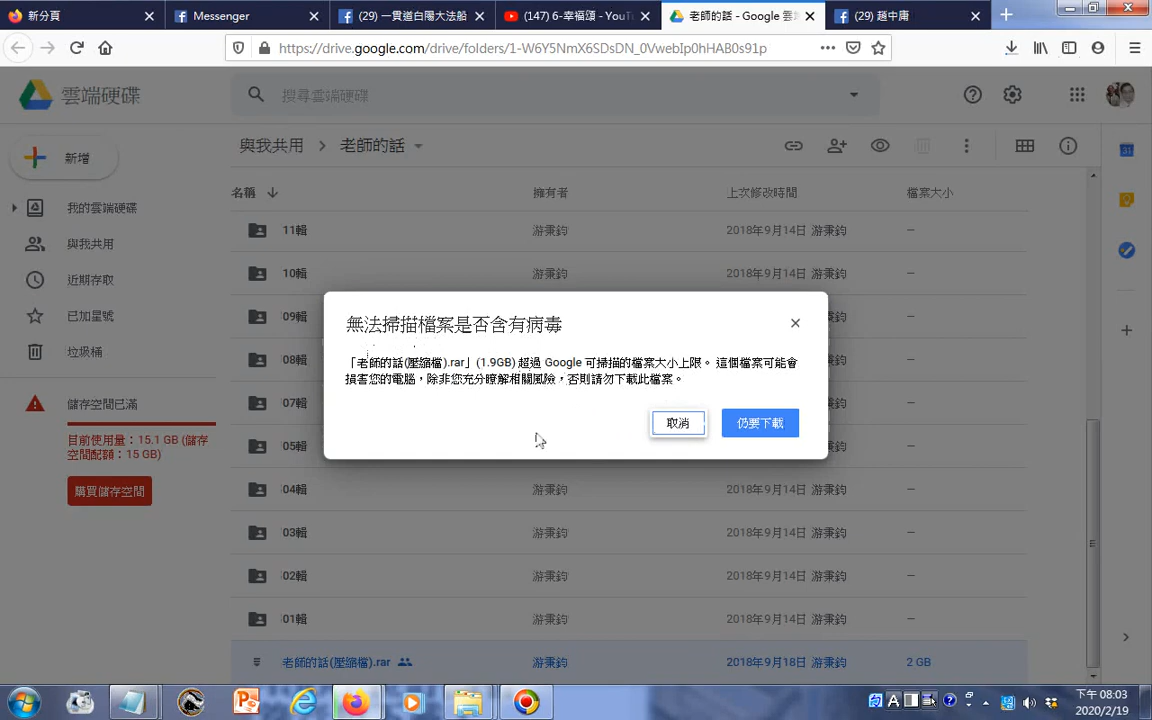 新分頁
Messenger
(29) 一貫道白陽大法船
(147) 6-幸福頌 - YouT
老師的話 - Google 雲
(29) 趙中庸
https://drive.google.com/drive/folders/1-W6Y5NmX6SDsDN_0VwebIp0hHAB0s91p
雲端硬碟
搜尋雲端硬碟
新增
與我共用 > 老師的話
名稱 擁有者 上次修改時間 檔案大小
我的雲端硬碟
與我共用
近期存取
已加星號
垃圾桶
儲存空間已滿
目前使用量：15.1 GB (儲存
空間配額：15 GB)
購買儲存空間
11輯 游秉鈞 2018年9月14日 游秉鈞 —
10輯 游秉鈞 2018年9月14日 游秉鈞 —
09輯 游秉鈞 —
08輯 游秉鈞 —
07輯 游秉鈞 —
05輯 游秉鈞 —
04輯 游秉鈞 2018年9月14日 游秉鈞 —
03輯 游秉鈞 2018年9月14日 游秉鈞 —
02輯 游秉鈞 2018年9月14日 游秉鈞 —
01輯 游秉鈞 2018年9月14日 游秉鈞 —
老師的話(壓縮檔).rar 游秉鈞 2018年9月18日 游秉鈞 2 GB
無法掃描檔案是否含有病毒
「老師的話(壓縮檔).rar」(1.9GB) 超過 Google 可掃描的檔案大小上限。 這個檔案可能會
損害您的電腦，除非您充分瞭解相關風險，否則請勿下載此檔案。
取消
仍要下載
下午 08:03
2020/2/19